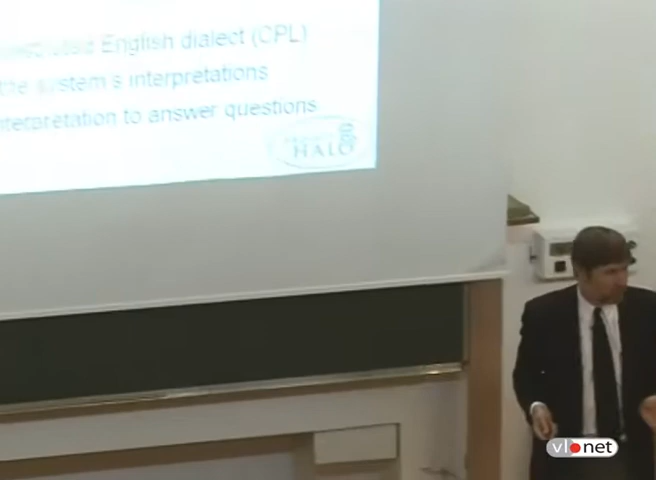 English dialect (CPL)
the system's interpretations
interpretation to answer questions
HALO
vl net